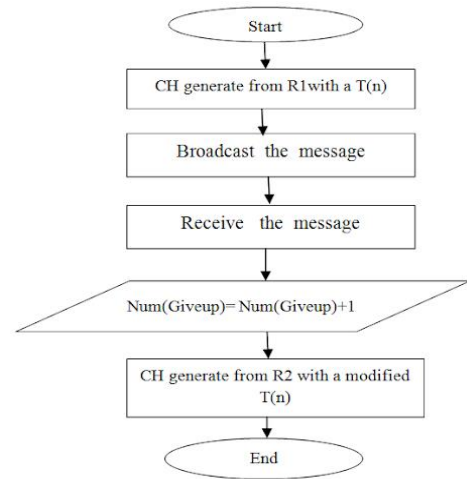 Start
CH generate from R1with a T(n)
Broadcast the message
Receive the message
Num(Giveup)= Num(Giveup)+1
CH generate from R2 with a modified
T(n)
End